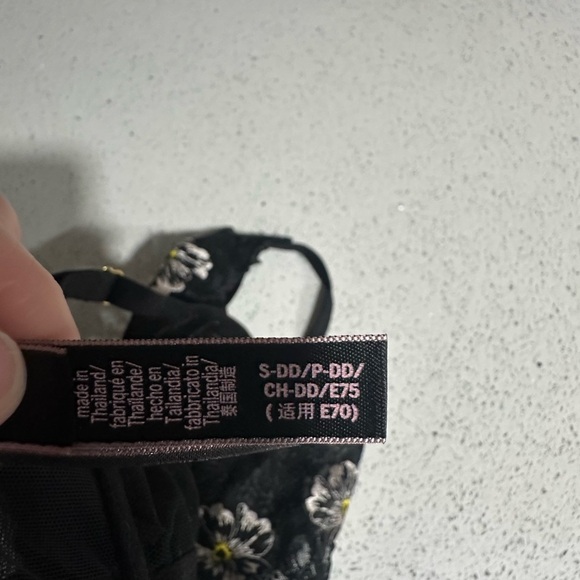 made in
Thailand/
fabriqué en
Thaïlande/
hecho en
Tailandia/
fabbricato in
Thailandia/
泰国制造
S-DD/P-DD/
CH-DD/E75
( 适用 E70)